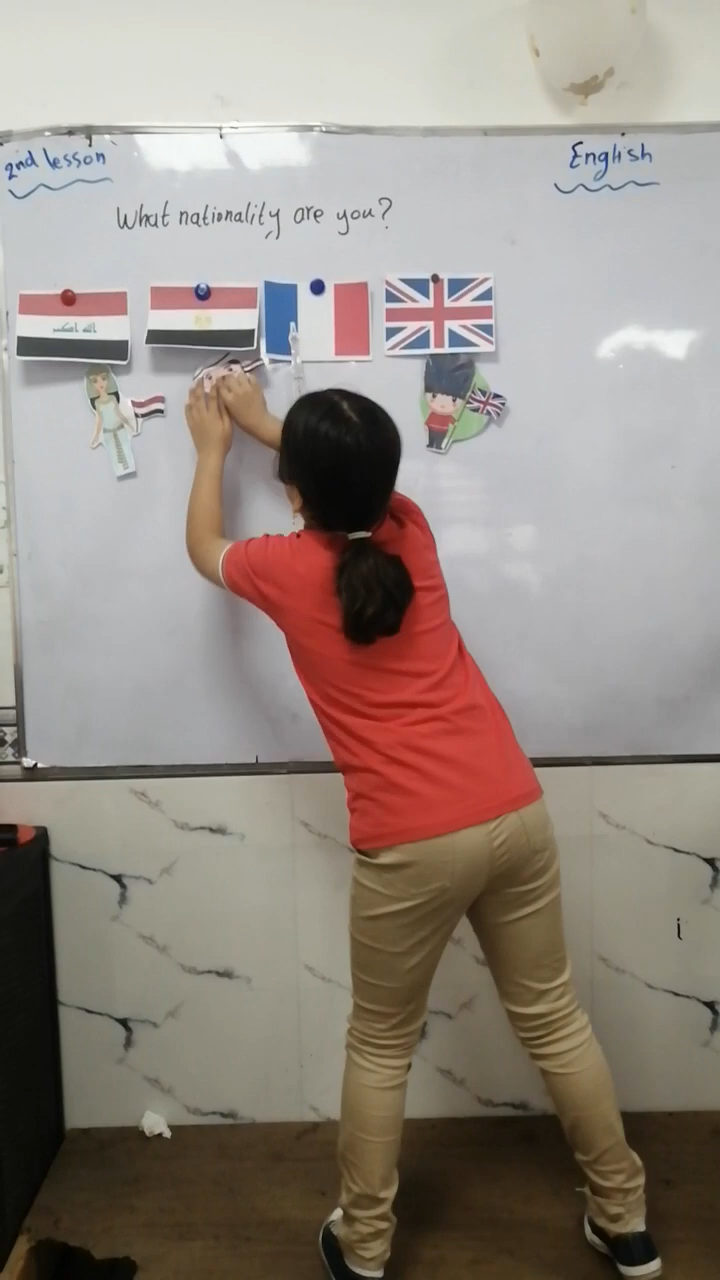 2nd lesson
English
What nationality are you?
الله اكبر